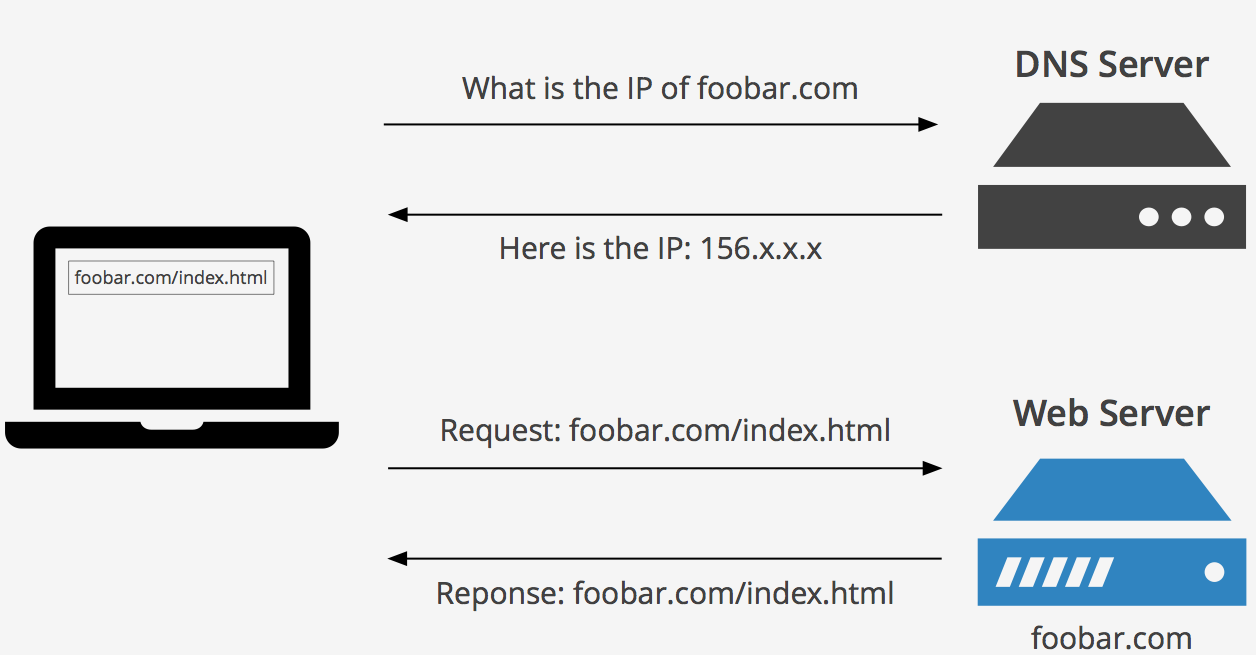 DNS Server
What is the IP of foobar.com
Here is the IP: 156.x.x.x
foobar.com/index.html
Web Server
Request: foobar.com/index.html
Reponse: foobar.com/index.html
foobar.com